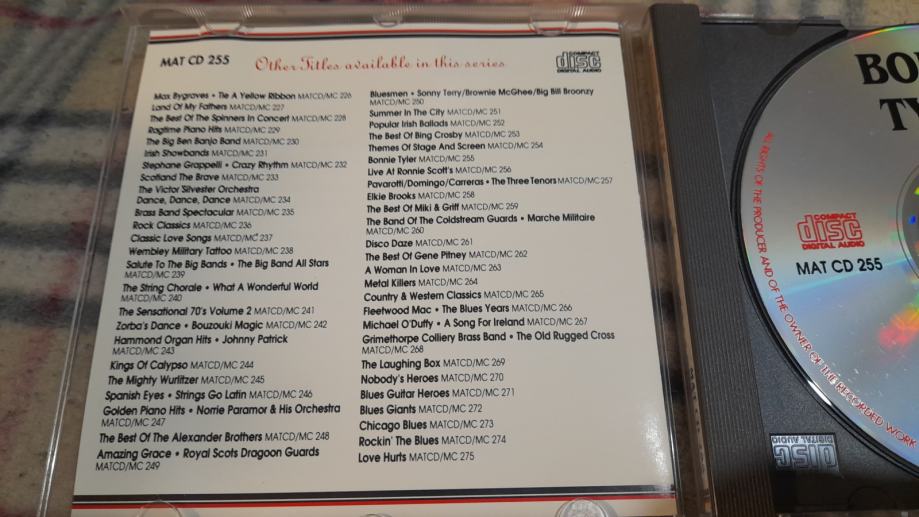 MAT CD 255
Other Titles available in this series
COMPACT
disc
DIGITAL AUDIO
Max Bygraves • Tie A Yellow Ribbon MATCD/MC 226
Land Of My Fathers MATCD/MC 227
The Best Of The Spinners In Concert MATCD/MC 228
Ragtime Piano Hits MATCD/MC 229
The Big Ben Banjo Band MATCD/MC 230
Irish Showbands MATCD/MC 231
Stephane Grappelli • Crazy Rhythm MATCD/MC 232
Scotland The Brave MATCD/MC 233
The Victor Silvester Orchestra
Dance, Dance, Dance MATCD/MC 234
Brass Band Spectacular MATCD/MC 235
Rock Classics MATCD/MC 236
Classic Love Songs MATCD/MC 237
Wembley Military Tattoo MATCD/MC 238
Salute To The Big Bands • The Big Band All Stars
MATCD/MC 239
The String Chorale • What A Wonderful World
MATCD/MC 240
The Sensational 70's Volume 2 MATCD/MC 241
Zorba's Dance • Bouzouki Magic MATCD/MC 242
Hammond Organ Hits • Johnny Patrick
MATCD/MC 243
Kings Of Calypso MATCD/MC 244
The Mighty Wurlitzer MATCD/MC 245
Spanish Eyes • Strings Go Latin MATCD/MC 246
Golden Piano Hits • Norrie Paramor & His Orchestra
MATCD/MC 247
The Best Of The Alexander Brothers MATCD/MC 248
Amazing Grace • Royal Scots Dragoon Guards
MATCD/MC 249
Bluesmen • Sonny Terry/Brownie McGhee/Big Bill Broonzy
MATCD/MC 250
Summer In The City MATCD/MC 251
Popular Irish Ballads MATCD/MC 252
The Best Of Bing Crosby MATCD/MC 253
Themes Of Stage And Screen MATCD/MC 254
Bonnie Tyler MATCD/MC 255
Live At Ronnie Scott's MATCD/MC 256
Pavarotti/Domingo/Carreras • The Three Tenors MATCD/MC 257
Elkie Brooks MATCD/MC 258
The Best Of Miki & Griff MATCD/MC 259
The Band Of The Coldstream Guards • Marche Militaire
MATCD/MC 260
Disco Daze MATCD/MC 261
The Best Of Gene Pitney MATCD/MC 262
A Woman In Love MATCD/MC 263
Metal Killers MATCD/MC 264
Country & Western Classics MATCD/MC 265
Fleetwood Mac • The Blues Years MATCD/MC 266
Michael O'Duffy • A Song For Ireland MATCD/MC 267
Grimethorpe Colliery Brass Band • The Old Rugged Cross
MATCD/MC 268
The Laughing Box MATCD/MC 269
Nobody's Heroes MATCD/MC 270
Blues Guitar Heroes MATCD/MC 271
Blues Giants MATCD/MC 272
Chicago Blues MATCD/MC 273
Rockin' The Blues MATCD/MC 274
Love Hurts MATCD/MC 275
BO
TY
COMPACT
disc
DIGITAL AUDIO
MAT CD 255
ALL RIGHTS OF THE PRODUCER AND OF THE OWNER OF THE RECORDED WORK
COMPACT
disc
DIGITAL AUDIO